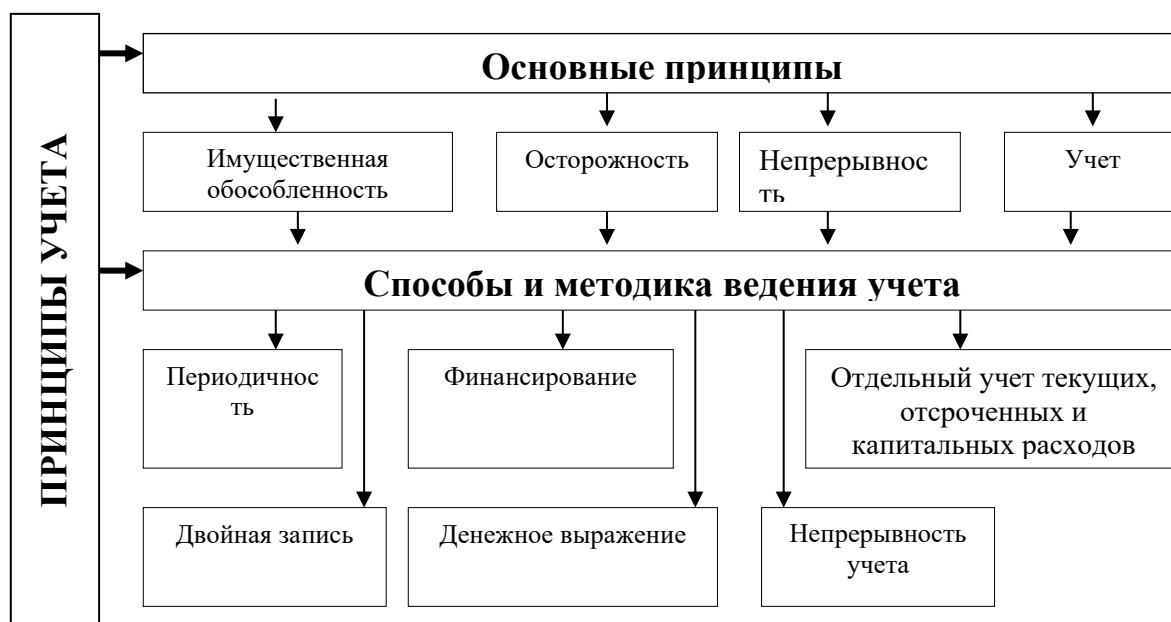 ПРИНЦИПЫ УЧЕТА
Основные принципы
Имущественная
обособленность
Осторожность
Непрерывнос
ть
Учет
Способы и методика ведения учета
Периодичнос
ть
Финансирование
Отдельный учет текущих,
отсроченных и
капитальных расходов
Двойная запись
Денежное выражение
Непрерывность
учета